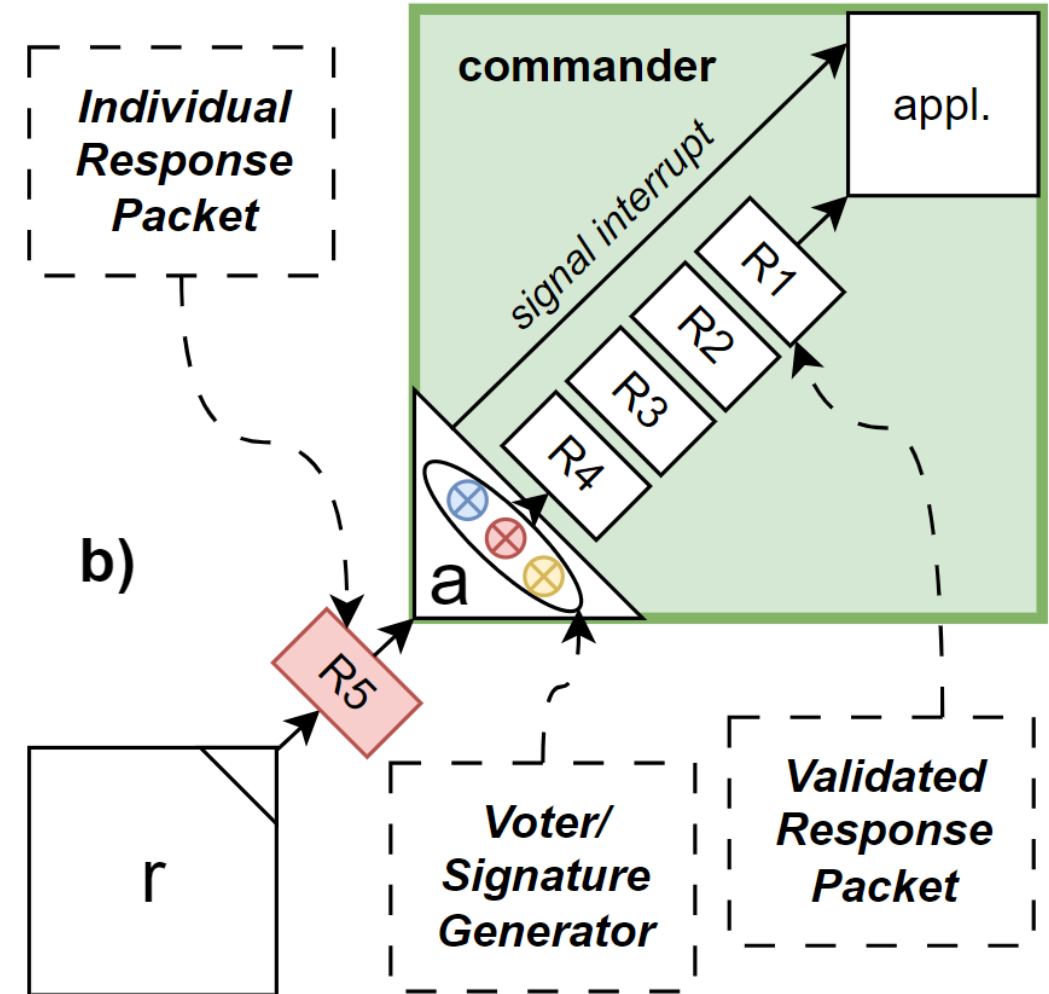 Individual
Response
Packet
commander
appl.
signal interrupt
R1
R2
R3
R4
a
b)
R5
r
Voter/
Signature
Generator
Validated
Response
Packet